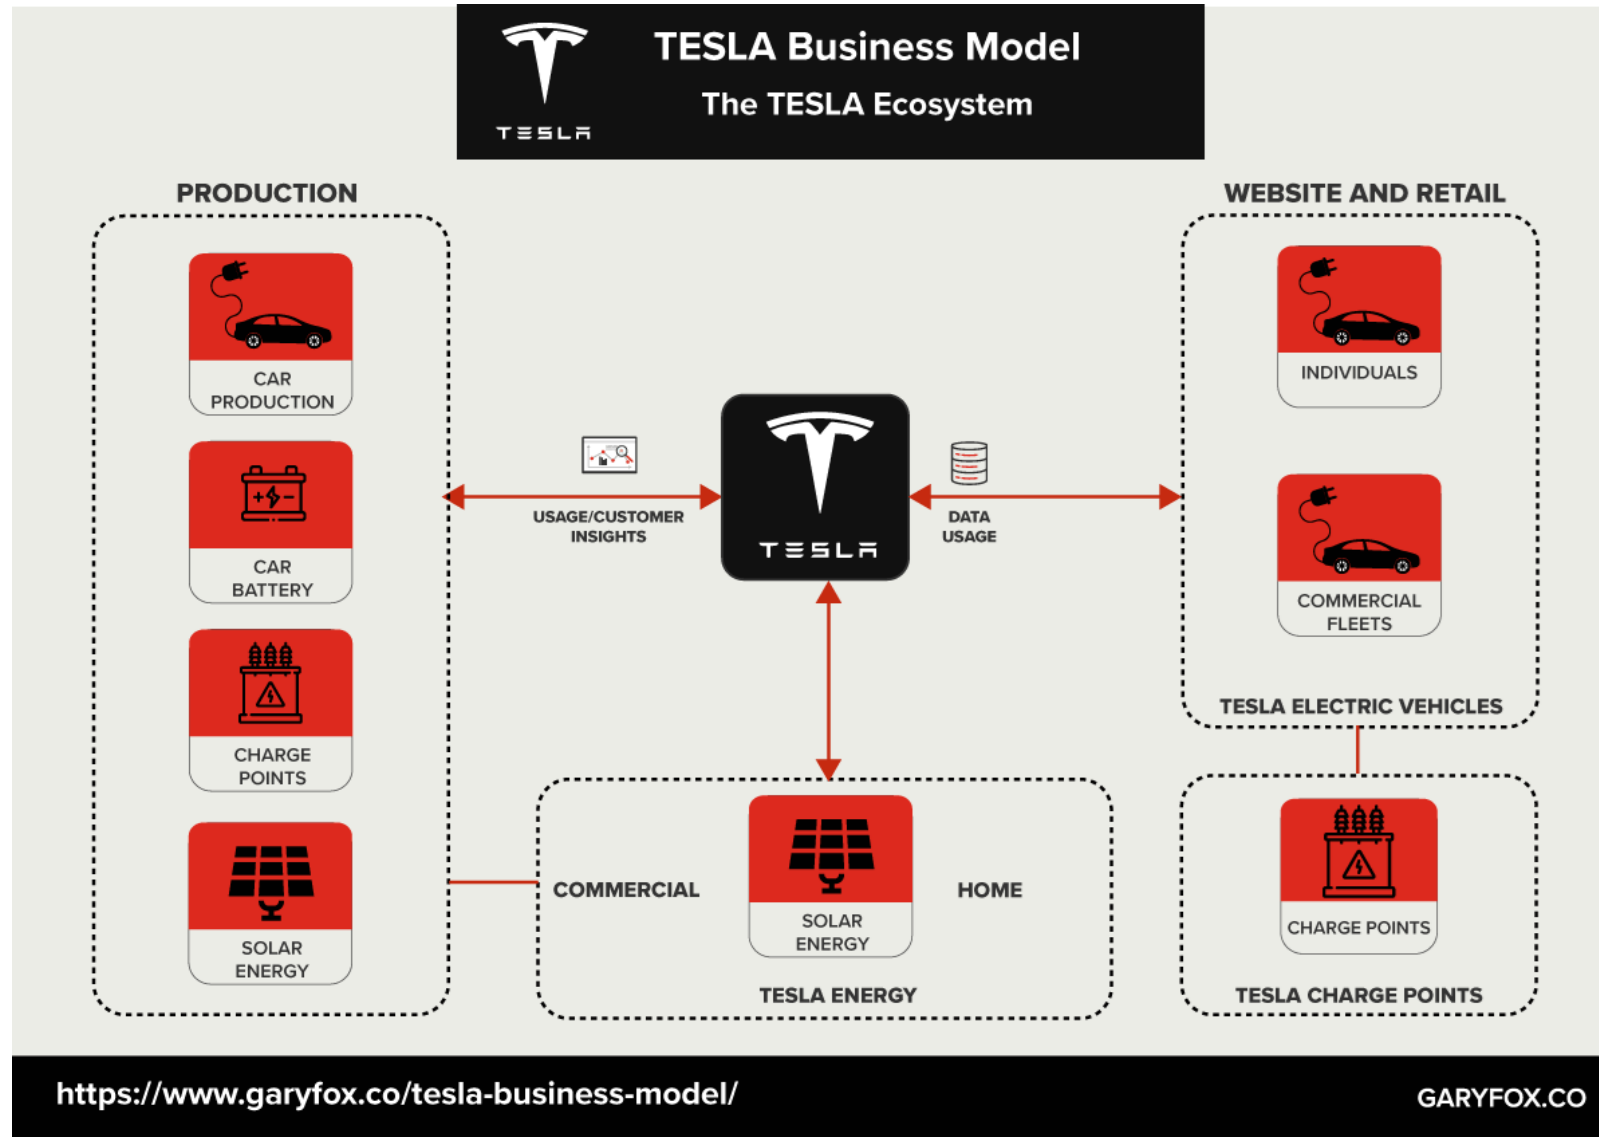 TESLA Business Model
The TESLA Ecosystem
TESLA
PRODUCTION
CAR
PRODUCTION
CAR
BATTERY
CHARGE
POINTS
SOLAR
ENERGY
USAGE/CUSTOMER
INSIGHTS
TESLA
DATA
USAGE
WEBSITE AND RETAIL
INDIVIDUALS
COMMERCIAL
FLEETS
TESLA ELECTRIC VEHICLES
COMMERCIAL
SOLAR
ENERGY
HOME
TESLA ENERGY
CHARGE POINTS
TESLA CHARGE POINTS
https://www.garyfox.co/tesla-business-model/
GARYFOX.CO